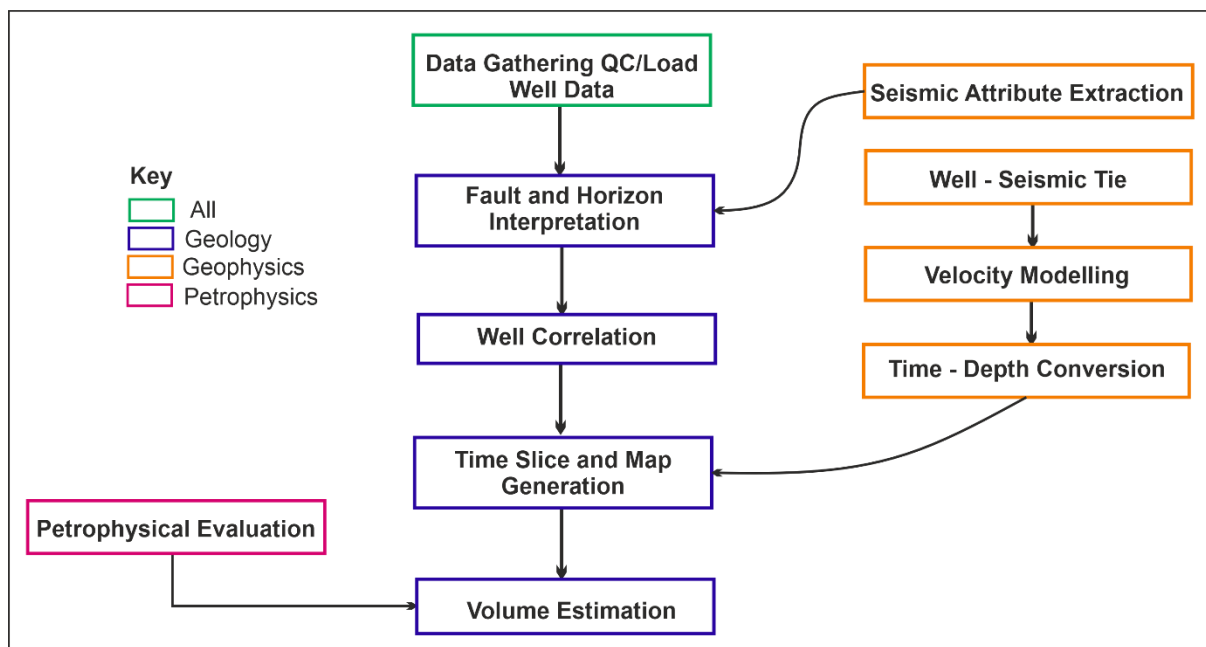 Data Gathering QC/Load
Well Data
Seismic Attribute Extraction
Key
All
Geology
Geophysics
Petrophysics
Fault and Horizon
Interpretation
Well - Seismic Tie
Velocity Modelling
Well Correlation
Time - Depth Conversion
Time Slice and Map
Generation
Petrophysical Evaluation
Volume Estimation